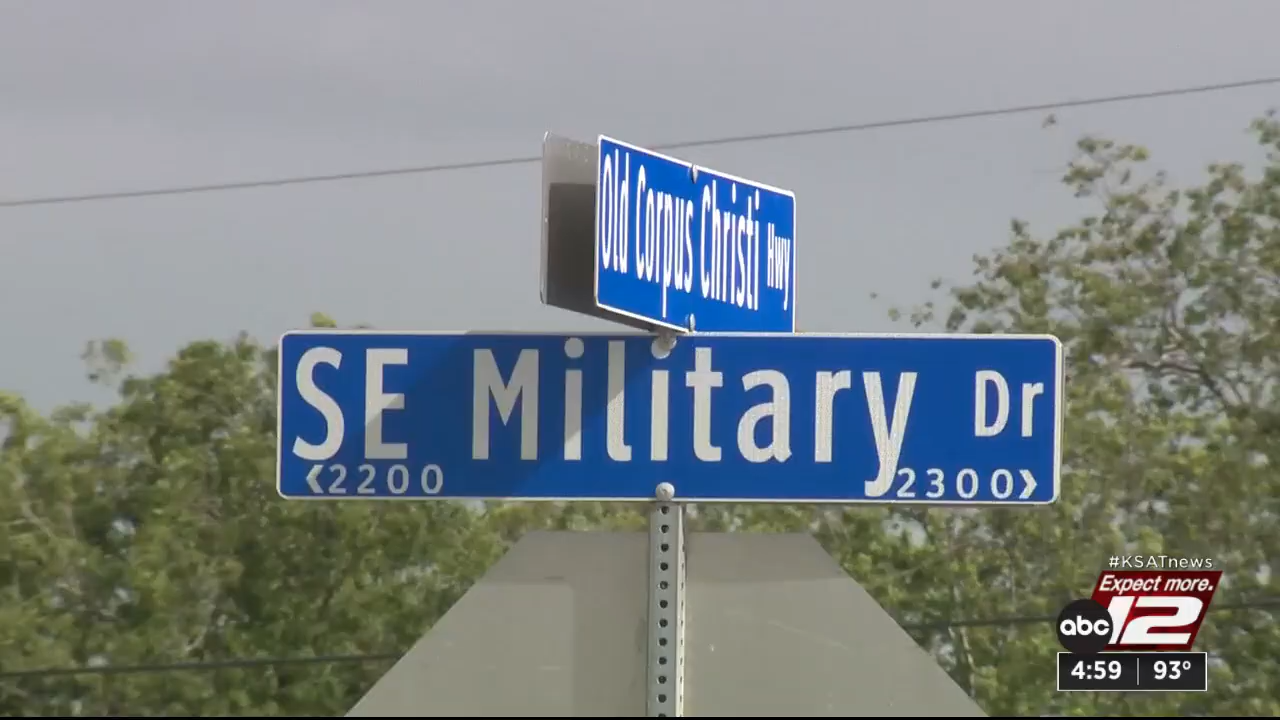 Old Corpus Christi Hwy
SE Military Dr
<2200
2300>
#KSATnews
Expect more.
abc 12
4:59 | 93°